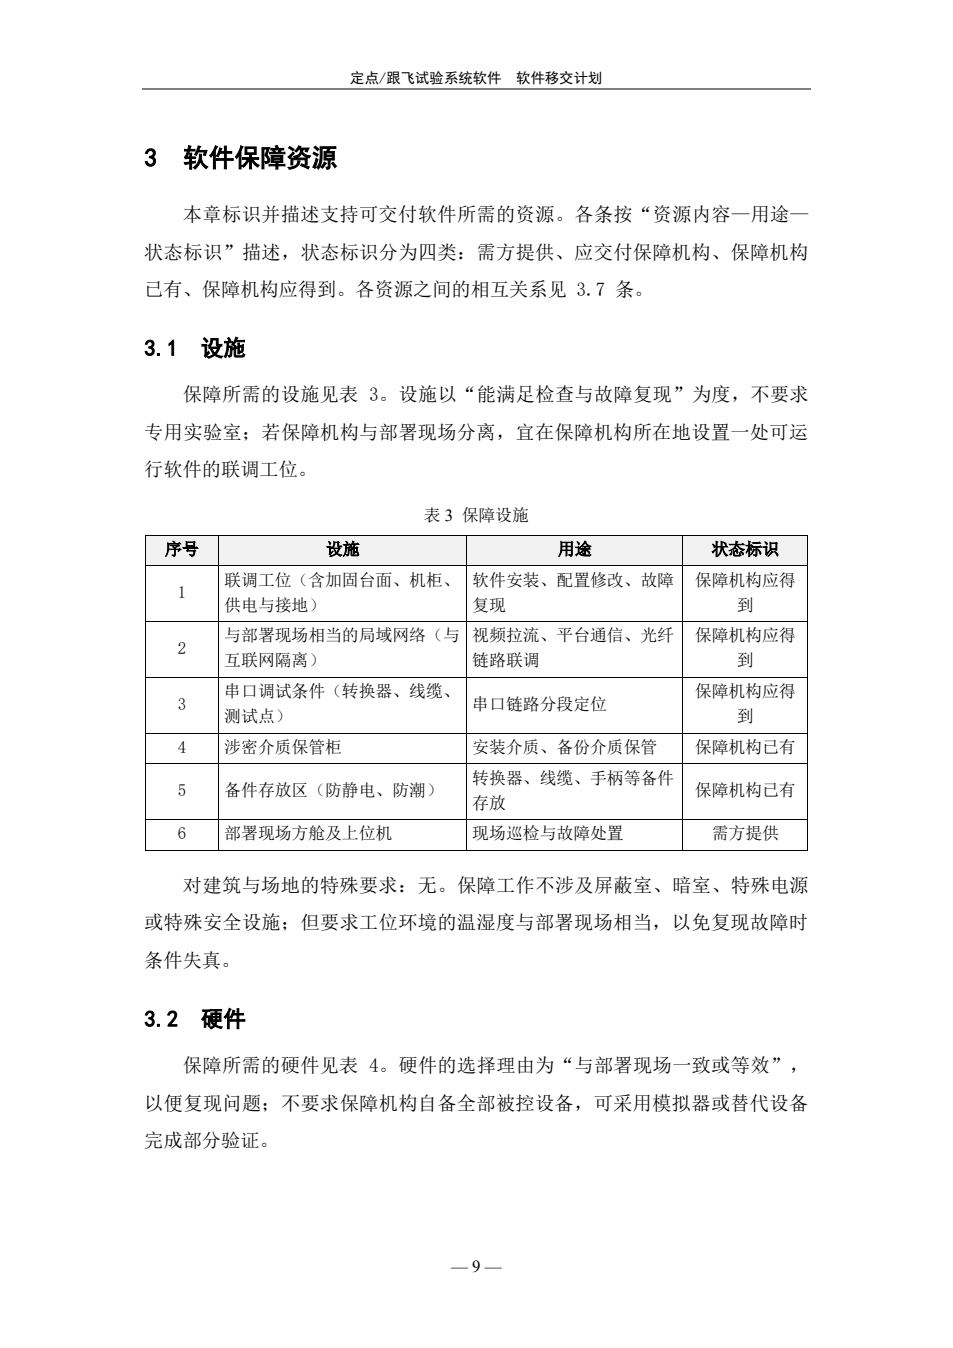 定点/跟飞试验系统软件　软件移交计划
3　软件保障资源
本章标识并描述支持可交付软件所需的资源。各条按“资源内容—用途—
状态标识”描述，状态标识分为四类：需方提供、应交付保障机构、保障机构
已有、保障机构应得到。各资源之间的相互关系见 3.7 条。
3.1　设施
保障所需的设施见表 3。设施以“能满足检查与故障复现”为度，不要求
专用实验室；若保障机构与部署现场分离，宜在保障机构所在地设置一处可运
行软件的联调工位。
表 3 保障设施
序号 设施 用途 状态标识
1 联调工位（含加固台面、机柜、 软件安装、配置修改、故障 保障机构应得
供电与接地） 复现 到
2 与部署现场相当的局域网络（与 视频拉流、平台通信、光纤 保障机构应得
互联网隔离） 链路联调 到
3 串口调试条件（转换器、线缆、 串口链路分段定位 保障机构应得
测试点） 到
4 涉密介质保管柜 安装介质、备份介质保管 保障机构已有
5 备件存放区（防静电、防潮） 转换器、线缆、手柄等备件 保障机构已有
存放
6 部署现场方舱及上位机 现场巡检与故障处置 需方提供
对建筑与场地的特殊要求：无。保障工作不涉及屏蔽室、暗室、特殊电源
或特殊安全设施；但要求工位环境的温湿度与部署现场相当，以免复现故障时
条件失真。
3.2　硬件
保障所需的硬件见表 4。硬件的选择理由为“与部署现场一致或等效”，
以便复现问题；不要求保障机构自备全部被控设备，可采用模拟器或替代设备
完成部分验证。
— 9 —